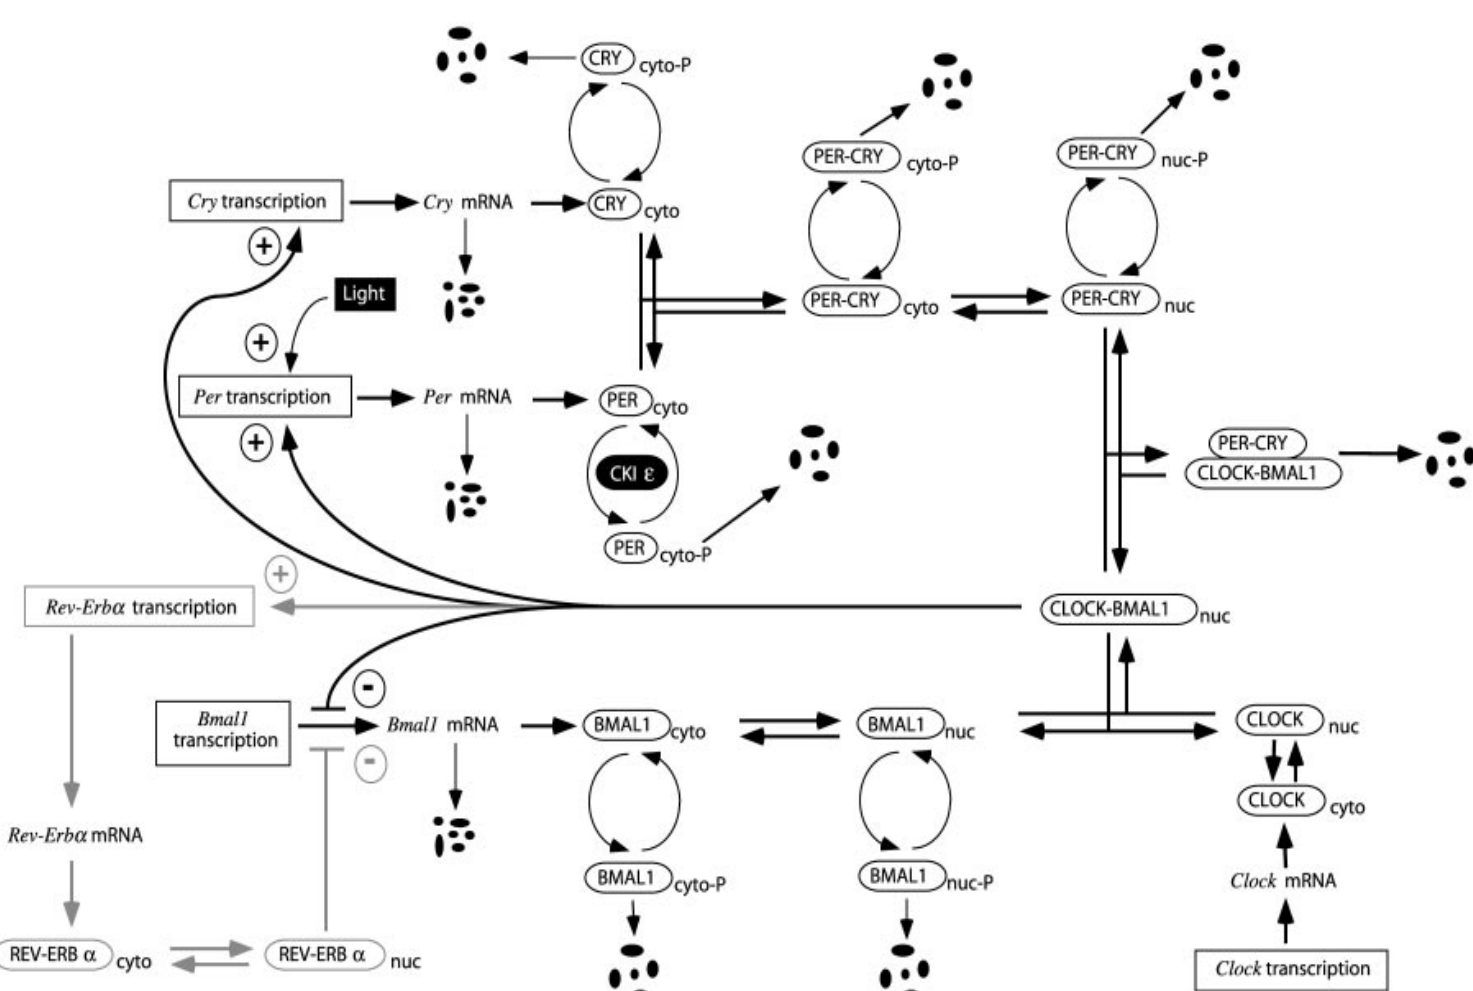 CRY cyto-P
PER-CRY cyto-P
PER-CRY nuc-P
Cry transcription
Cry mRNA
CRY cyto
+
Light
PER-CRY cyto
PER-CRY nuc
+
Per transcription
Per mRNA
PER cyto
+
CKI ε
PER-CRY
CLOCK-BMAL1
PER cyto-P
+
Rev-Erbα transcription
CLOCK-BMAL1 nuc
-
Bmal1
transcription
Bmal1 mRNA
BMAL1 cyto
BMAL1 nuc
CLOCK nuc
-
CLOCK cyto
Rev-Erbα mRNA
BMAL1 cyto-P
BMAL1 nuc-P
Clock mRNA
REV-ERB α cyto
REV-ERB α nuc
Clock transcription